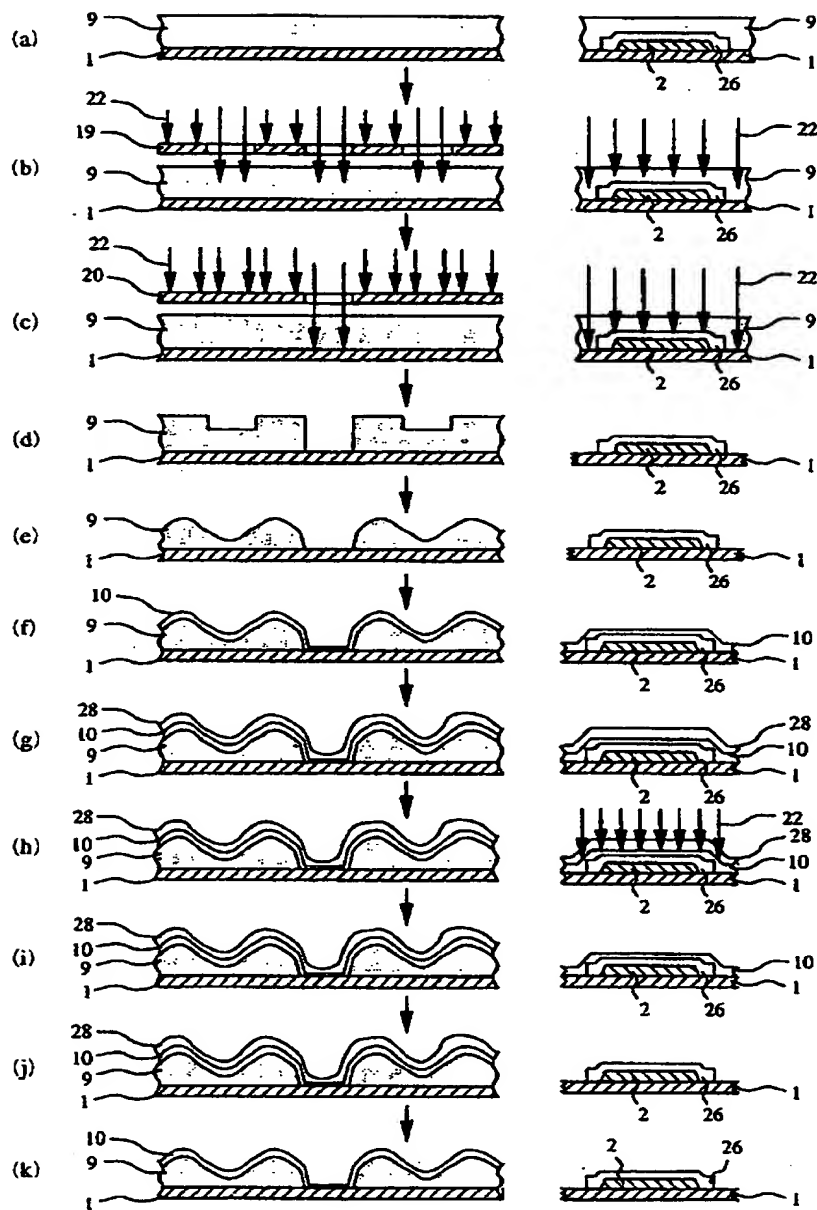 (a) 9 1 9 1 2 26
22
19
(b) 9 1 22 9 1 2 26
22
20
(c) 9 1 22 9 1 2 26
(d) 9 1 1 2 26
(e) 9 1 1 2 26
10
(f) 9 1 10 1 2 26
28
(g) 10 9 1 28 10 1 2 26
22
(h) 28 10 9 1 28 10 1 2 26
28
(i) 10 9 1 10 1 2 26
28
(j) 10 9 1 1 2 26
10 2 26
(k) 9 1 1